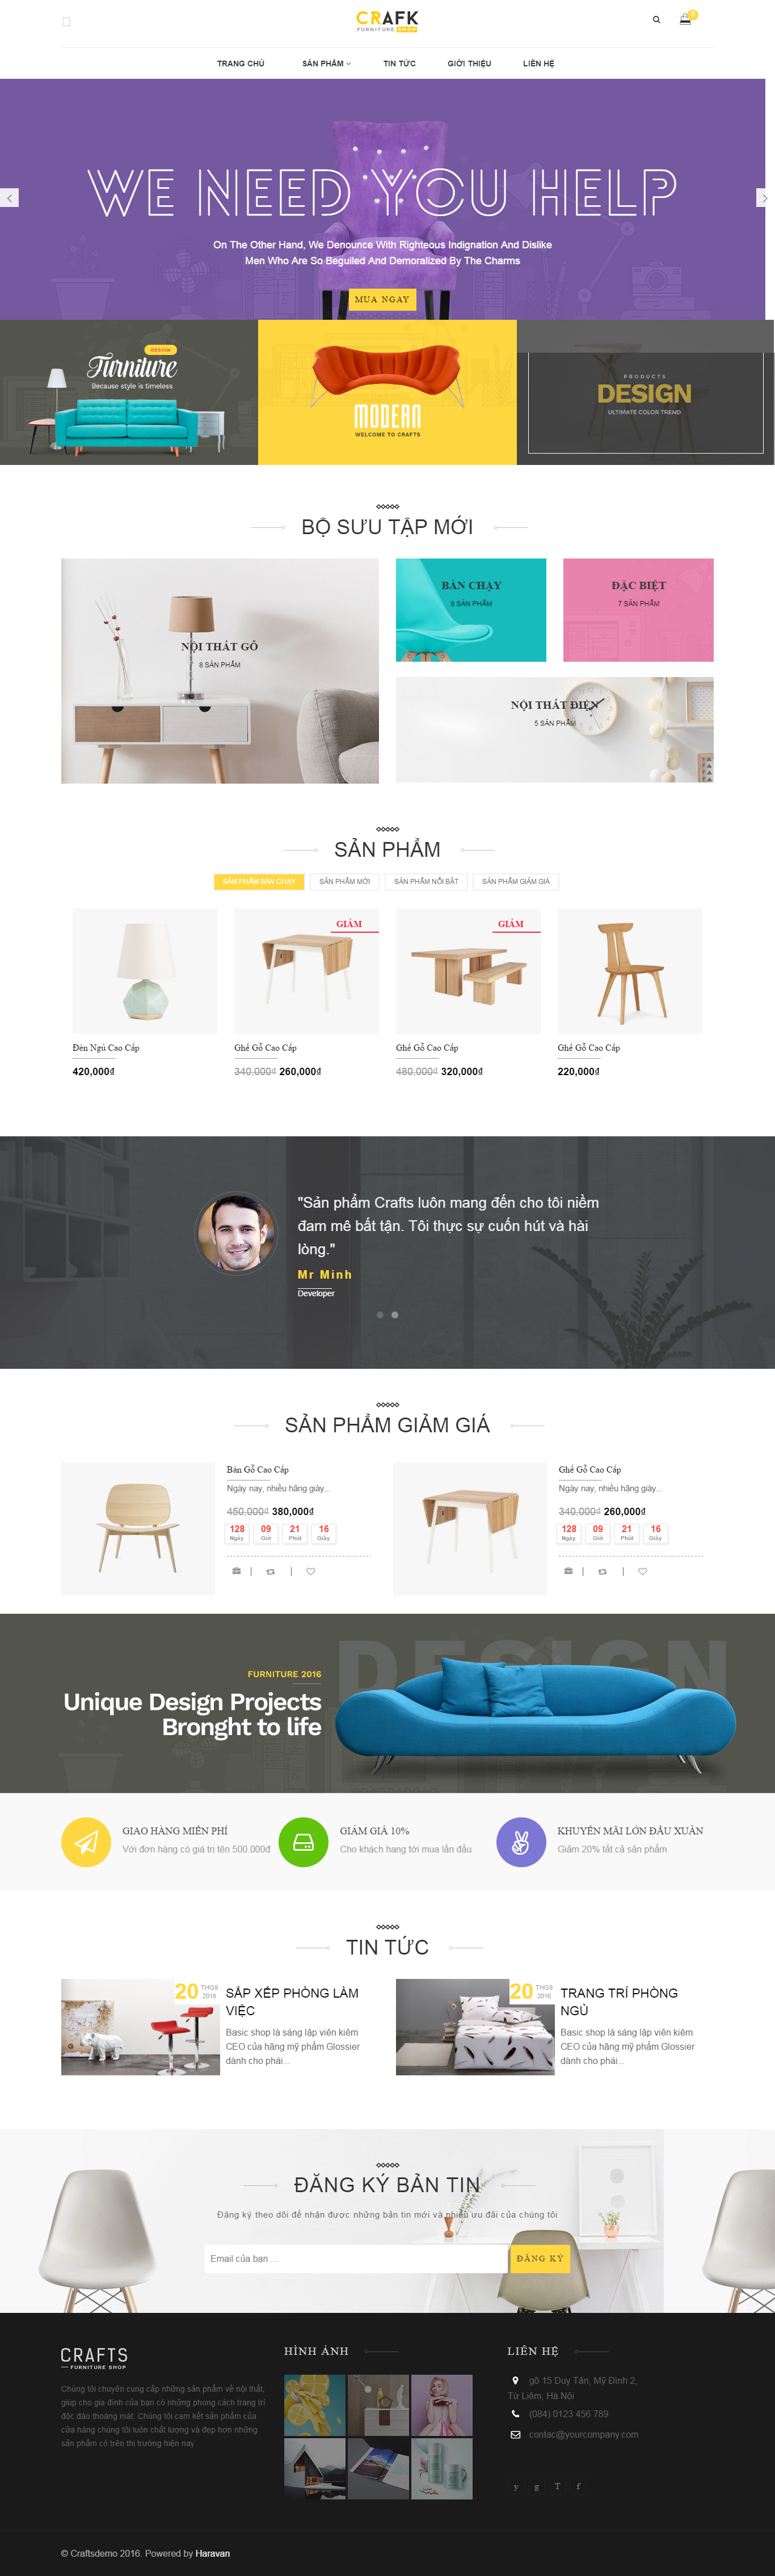 CRAFK
FURNITURE SHOP
0
TRANG CHỦ
SẢN PHẨM
TIN TỨC
GIỚI THIỆU
LIÊN HỆ
WE NEED YOU HELP
On The Other Hand, We Denounce With Righteous Indignation And Dislike
Men Who Are So Beguiled And Demoralized By The Charms
MUA NGAY
DESIGN
Furniture
Because style is timeless
MODERN
WELCOME TO CRAFTS
PRODUCTS
DESIGN
ULTIMATE COLOR TREND
BỘ SƯU TẬP MỚI
NỘI THẤT GỖ
8 SẢN PHẨM
BÁN CHẠY
8 SẢN PHẨM
ĐẶC BIỆT
7 SẢN PHẨM
NỘI THẤT ĐIỆN
5 SẢN PHẨM
SẢN PHẨM
SẢN PHẨM BÁN CHẠY
SẢN PHẨM MỚI
SẢN PHẨM NỔI BẬT
SẢN PHẨM GIẢM GIÁ
GIẢM
GIẢM
Đèn Ngủ Cao Cấp
Ghế Gỗ Cao Cấp
Ghế Gỗ Cao Cấp
Ghế Gỗ Cao Cấp
420,000₫
340,000₫ 260,000₫
480,000₫ 320,000₫
220,000₫
"Sản phẩm Crafts luôn mang đến cho tôi niềm
đam mê bất tận. Tôi thực sự cuốn hút và hài
lòng."
Mr Minh
Developer
SẢN PHẨM GIẢM GIÁ
Bàn Gỗ Cao Cấp
Ngày nay, nhiều hãng giày...
450,000₫ 380,000₫
128 09 21 16
Ngày Giờ Phút Giây
Ghế Gỗ Cao Cấp
Ngày nay, nhiều hãng giày...
340,000₫ 260,000₫
128 09 21 16
Ngày Giờ Phút Giây
DESIGN
FURNITURE 2016
Unique Design Projects
Bronght to life
GIAO HÀNG MIỄN PHÍ
Với đơn hàng có giá trị tên 500.000đ
GIẢM GIÁ 10%
Cho khách hang tới mua lần đầu
KHUYẾN MÃI LỚN ĐẦU XUÂN
Giảm 20% tất cả sản phẩm
TIN TỨC
20 THG9
2016
SẮP XẾP PHÒNG LÀM
VIỆC
Basic shop là sáng lập viên kiêm
CEO của hãng mỹ phẩm Glossier
dành cho phái...
20 THG9
2016
TRANG TRÍ PHÒNG
NGỦ
Basic shop là sáng lập viên kiêm
CEO của hãng mỹ phẩm Glossier
dành cho phái...
ĐĂNG KÝ BẢN TIN
Đăng ký theo dõi để nhận được những bản tin mới và nhiều ưu đãi của chúng tôi
Email của bạn ...
ĐĂNG KÝ
CRAFTS
FURNITURE SHOP
Chúng tôi chuyên cung cấp những sản phẩm về nội thất,
giúp cho gia đình của bạn có những phong cách trang trí
độc đáo thoáng mát. Chúng tôi cam kết sản phẩm của
cửa hàng chúng tôi luôn chất lượng và đẹp hơn những
sản phẩm có trên thị trường hiện nay
HÌNH ẢNH
LIÊN HỆ
gõ 15 Duy Tân, Mỹ Đình 2,
Từ Liêm, Hà Nôi
(084) 0123 456 789
contac@yourcompany.com
y g T f
© Craftsdemo 2016. Powered by Haravan